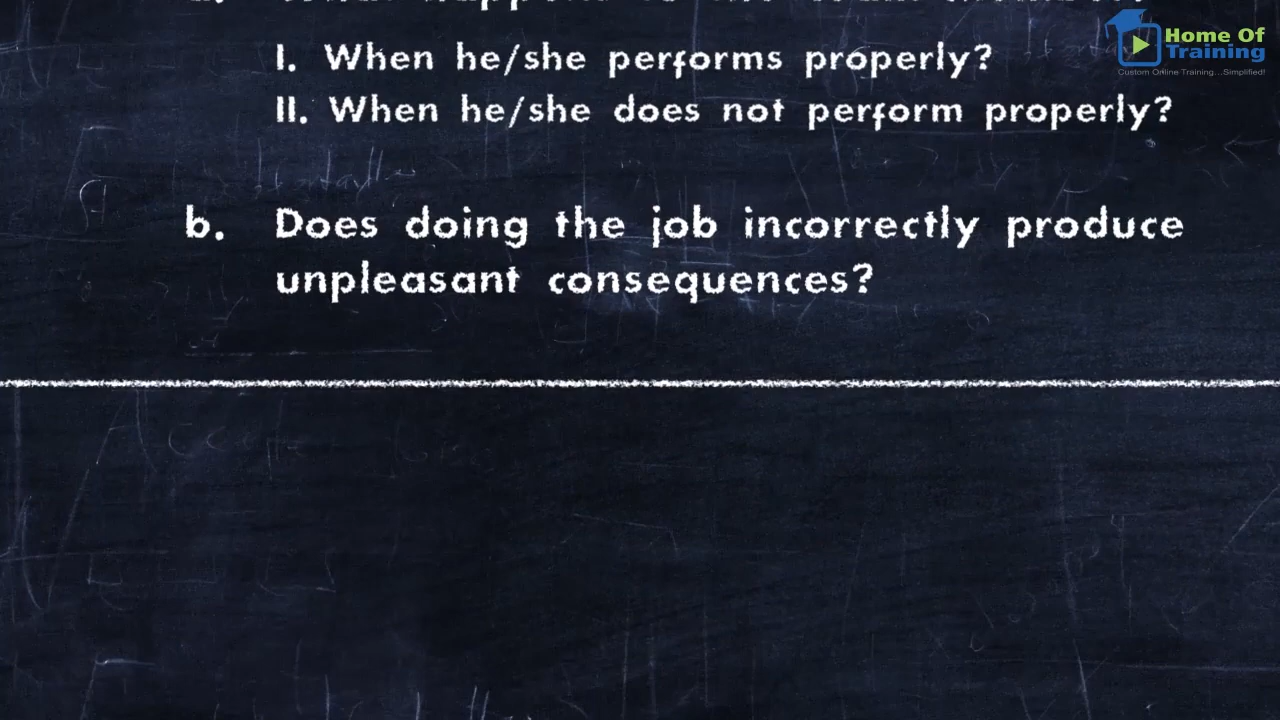 Home Of
Training
Custom Online Training...Simplified!
I. When he/she performs properly?
II. When he/she does not perform properly?
b. Does doing the job incorrectly produce
unpleasant consequences?